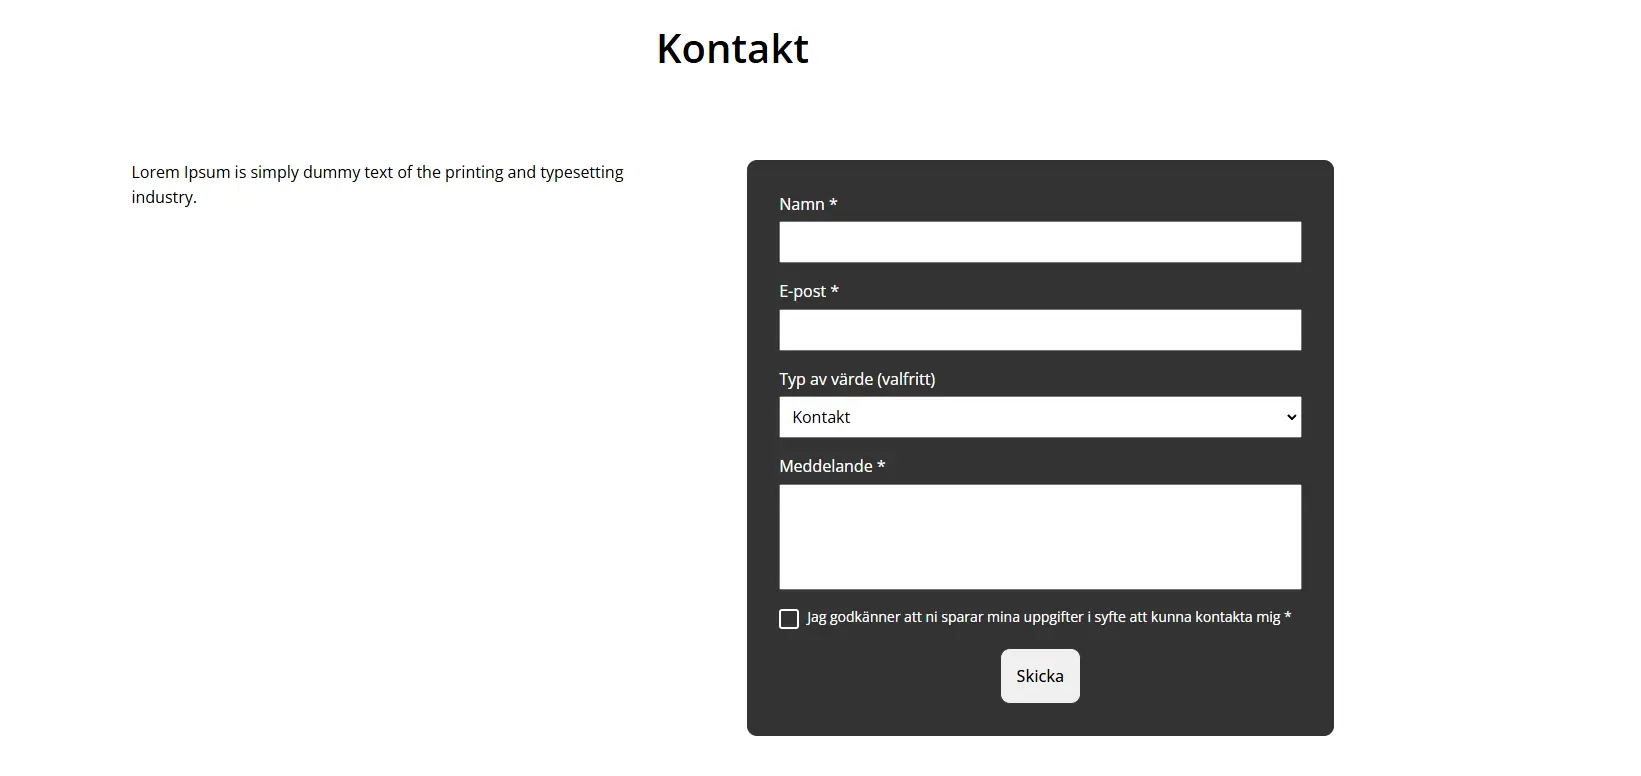 Kontakt
Lorem Ipsum is simply dummy text of the printing and typesetting
industry.
Namn *
E-post *
Typ av värde (valfritt)
Kontakt
Meddelande *
Jag godkänner att ni sparar mina uppgifter i syfte att kunna kontakta mig *
Skicka